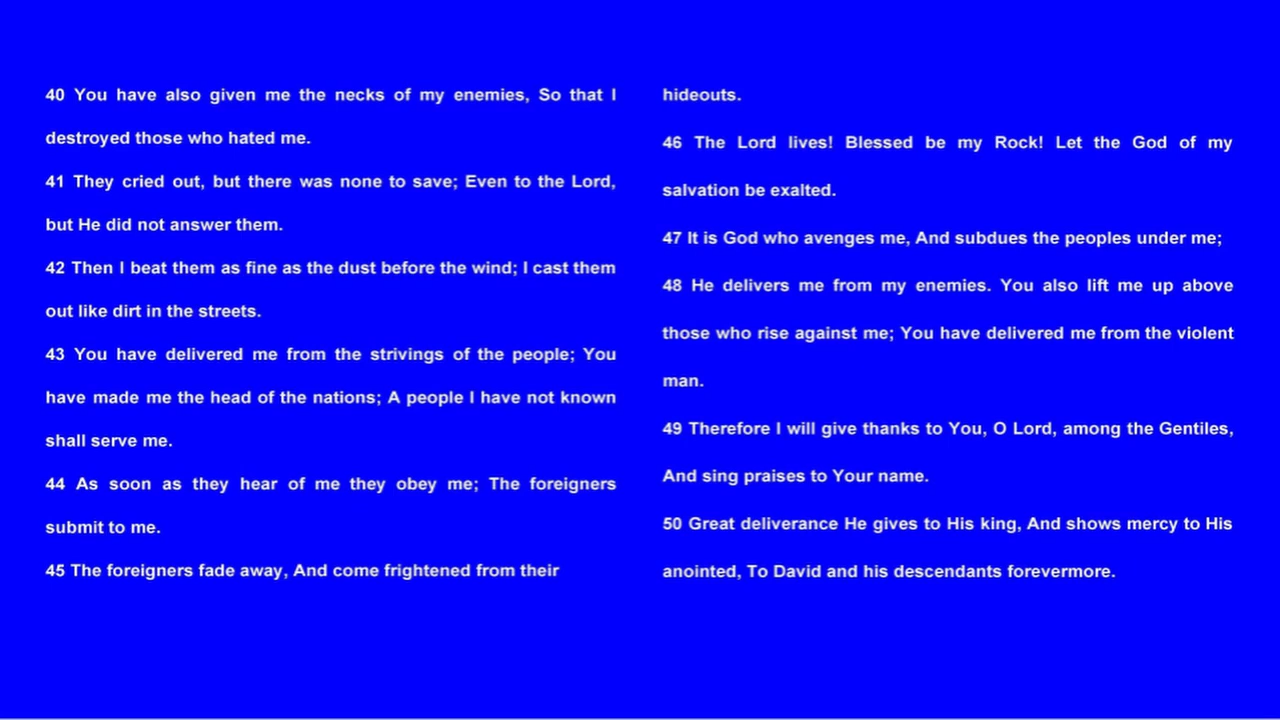 40 You have also given me the necks of my enemies, So that I
destroyed those who hated me.
41 They cried out, but there was none to save; Even to the Lord,
but He did not answer them.
42 Then I beat them as fine as the dust before the wind; I cast them
out like dirt in the streets.
43 You have delivered me from the strivings of the people; You
have made me the head of the nations; A people I have not known
shall serve me.
44 As soon as they hear of me they obey me; The foreigners
submit to me.
45 The foreigners fade away, And come frightened from their
hideouts.
46 The Lord lives! Blessed be my Rock! Let the God of my
salvation be exalted.
47 It is God who avenges me, And subdues the peoples under me;
48 He delivers me from my enemies. You also lift me up above
those who rise against me; You have delivered me from the violent
man.
49 Therefore I will give thanks to You, O Lord, among the Gentiles,
And sing praises to Your name.
50 Great deliverance He gives to His king, And shows mercy to His
anointed, To David and his descendants forevermore.